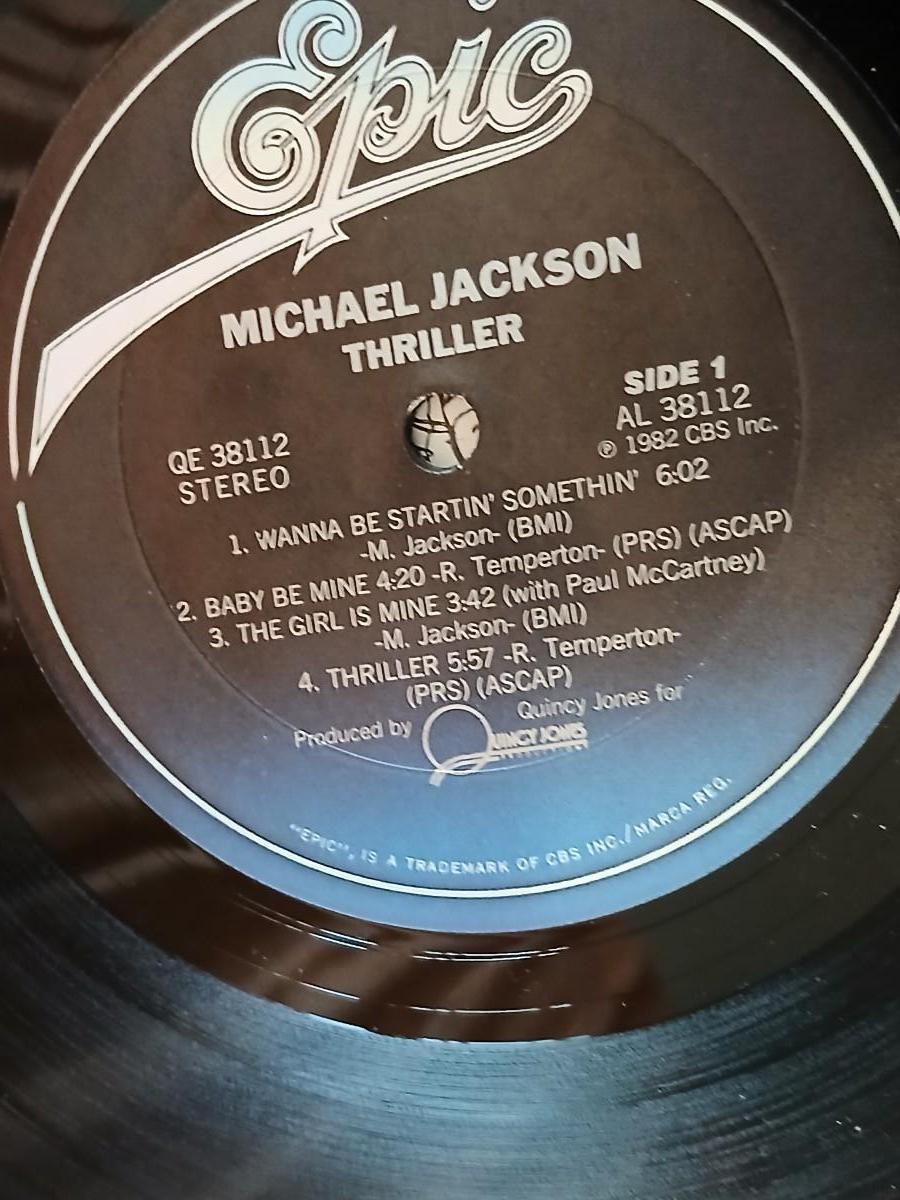 Epic
MICHAEL JACKSON
THRILLER
SIDE 1
AL 38112
℗ 1982 CBS Inc.
QE 38112
STEREO
1. WANNA BE STARTIN' SOMETHIN' 6:02
-M. Jackson- (BMI)
2. BABY BE MINE 4:20 -R. Temperton- (PRS) (ASCAP)
3. THE GIRL IS MINE 3:42 (with Paul McCartney)
-M. Jackson- (BMI)
4. THRILLER 5:57 -R. Temperton-
(PRS) (ASCAP)
Produced by Quincy Jones for
QUINCY JONES
"EPIC", IS A TRADEMARK OF CBS INC./MARCA REG.